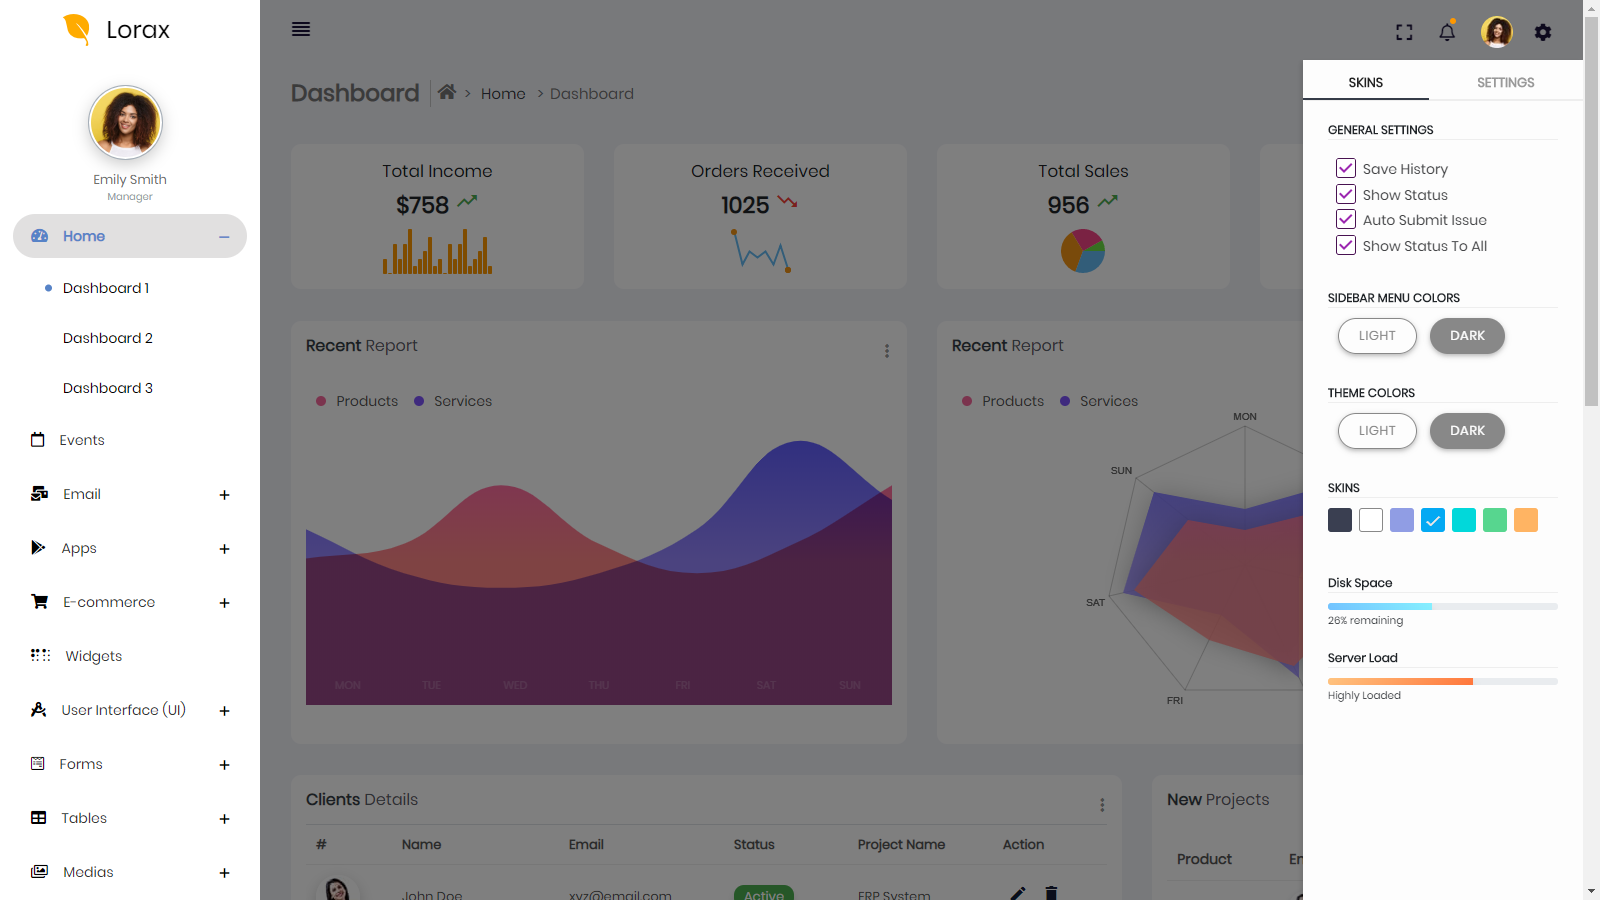 Lorax
Emily Smith
Manager
Home
Dashboard 1
Dashboard 2
Dashboard 3
Events
Email
Apps
E-commerce
Widgets
User Interface (UI)
Forms
Tables
Medias
Dashboard
Home
Dashboard
Total Income
$758
Orders Received
1025
Total Sales
956
Recent Report
Products
Services
MON
TUE
WED
THU
FRI
SAT
SUN
Recent Report
Products
Services
MON
SUN
SAT
FRI
Clients Details
# Name Email Status Project Name Action
John Doe xyz@email.com Active ERP System
New Projects
Product
SKINS
SETTINGS
GENERAL SETTINGS
Save History
Show Status
Auto Submit Issue
Show Status To All
SIDEBAR MENU COLORS
LIGHT
DARK
THEME COLORS
LIGHT
DARK
SKINS
Disk Space
26% remaining
Server Load
Highly Loaded